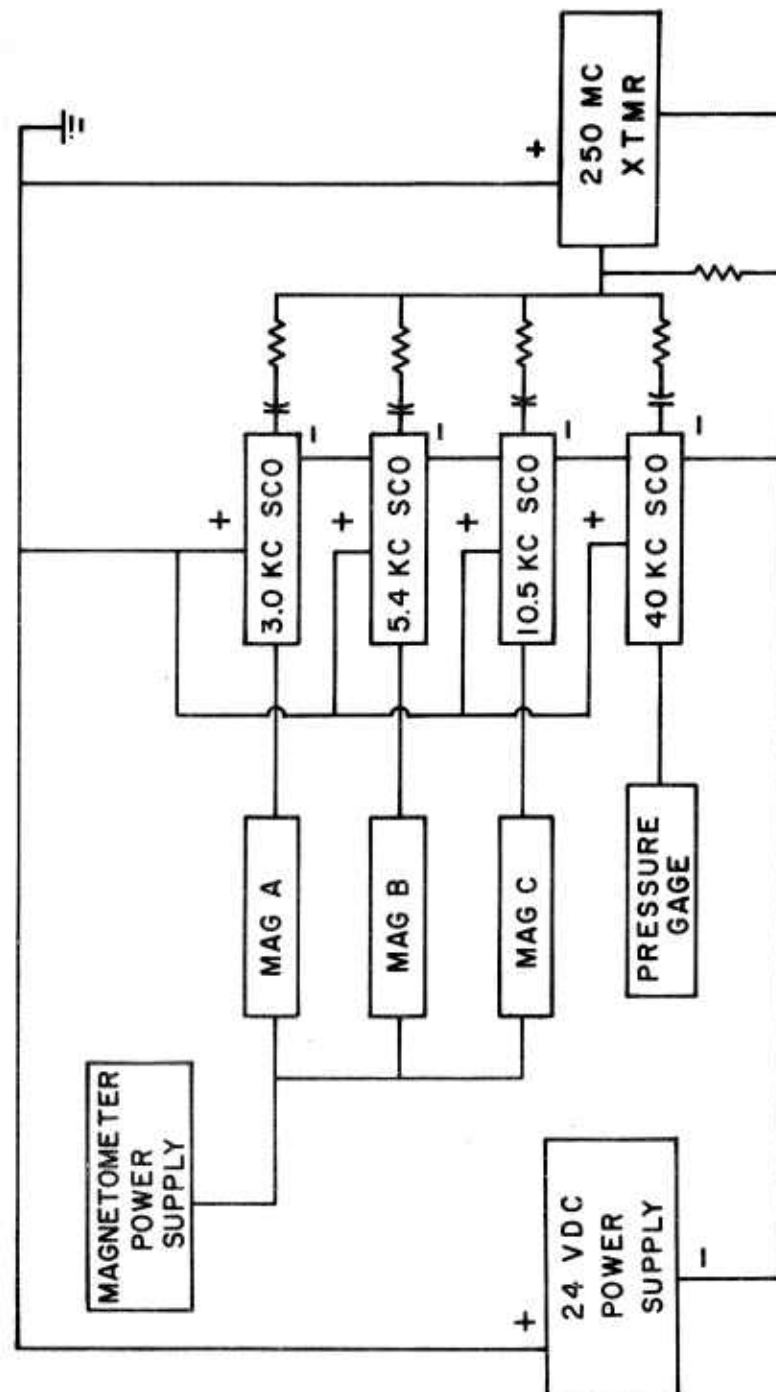 MAGNETOMETER
POWER
SUPPLY
MAG A
3.0 KC SCO
+
−
MAG B
5.4 KC SCO
+
−
MAG C
10.5 KC SCO
+
−
PRESSURE
GAGE
40 KC SCO
+
−
24 VDC
POWER
SUPPLY
+
−
250 MC
XTMR
+